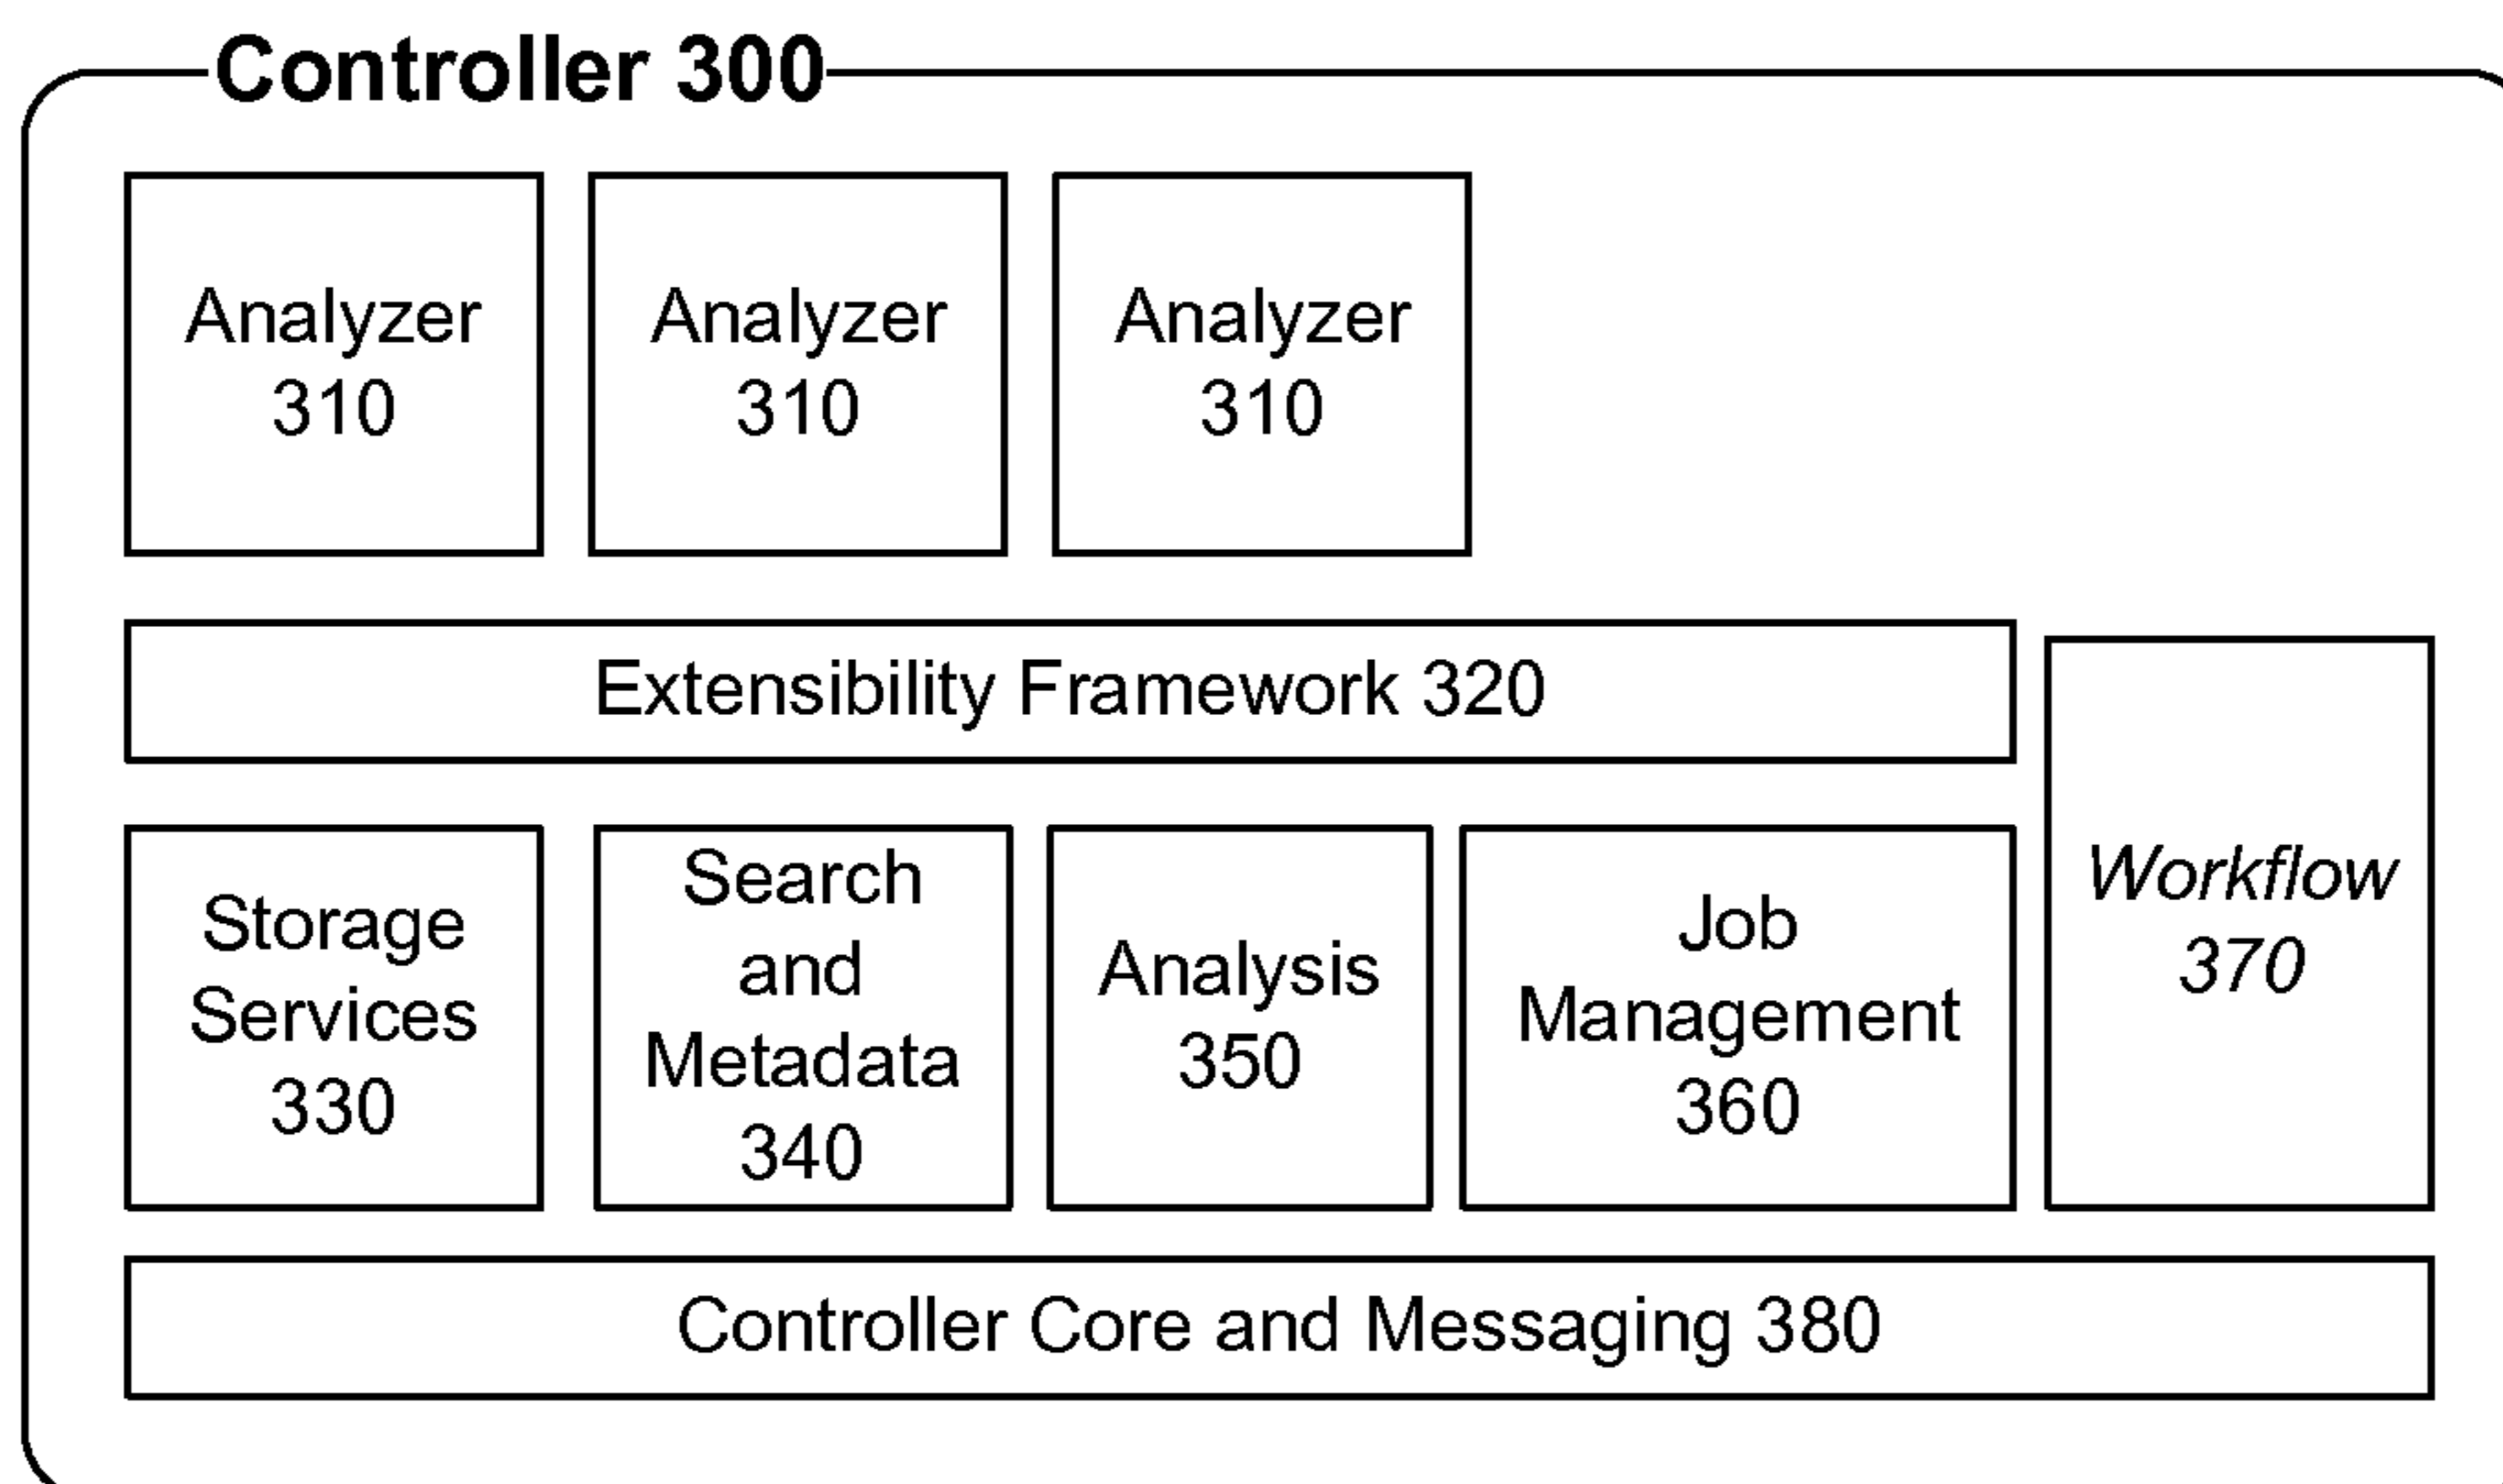 Controller 300
Analyzer
310
Analyzer
310
Analyzer
310
Extensibility Framework 320
Storage
Services
330
Search
and
Metadata
340
Analysis
350
Job
Management
360
Workflow
370
Controller Core and Messaging 380